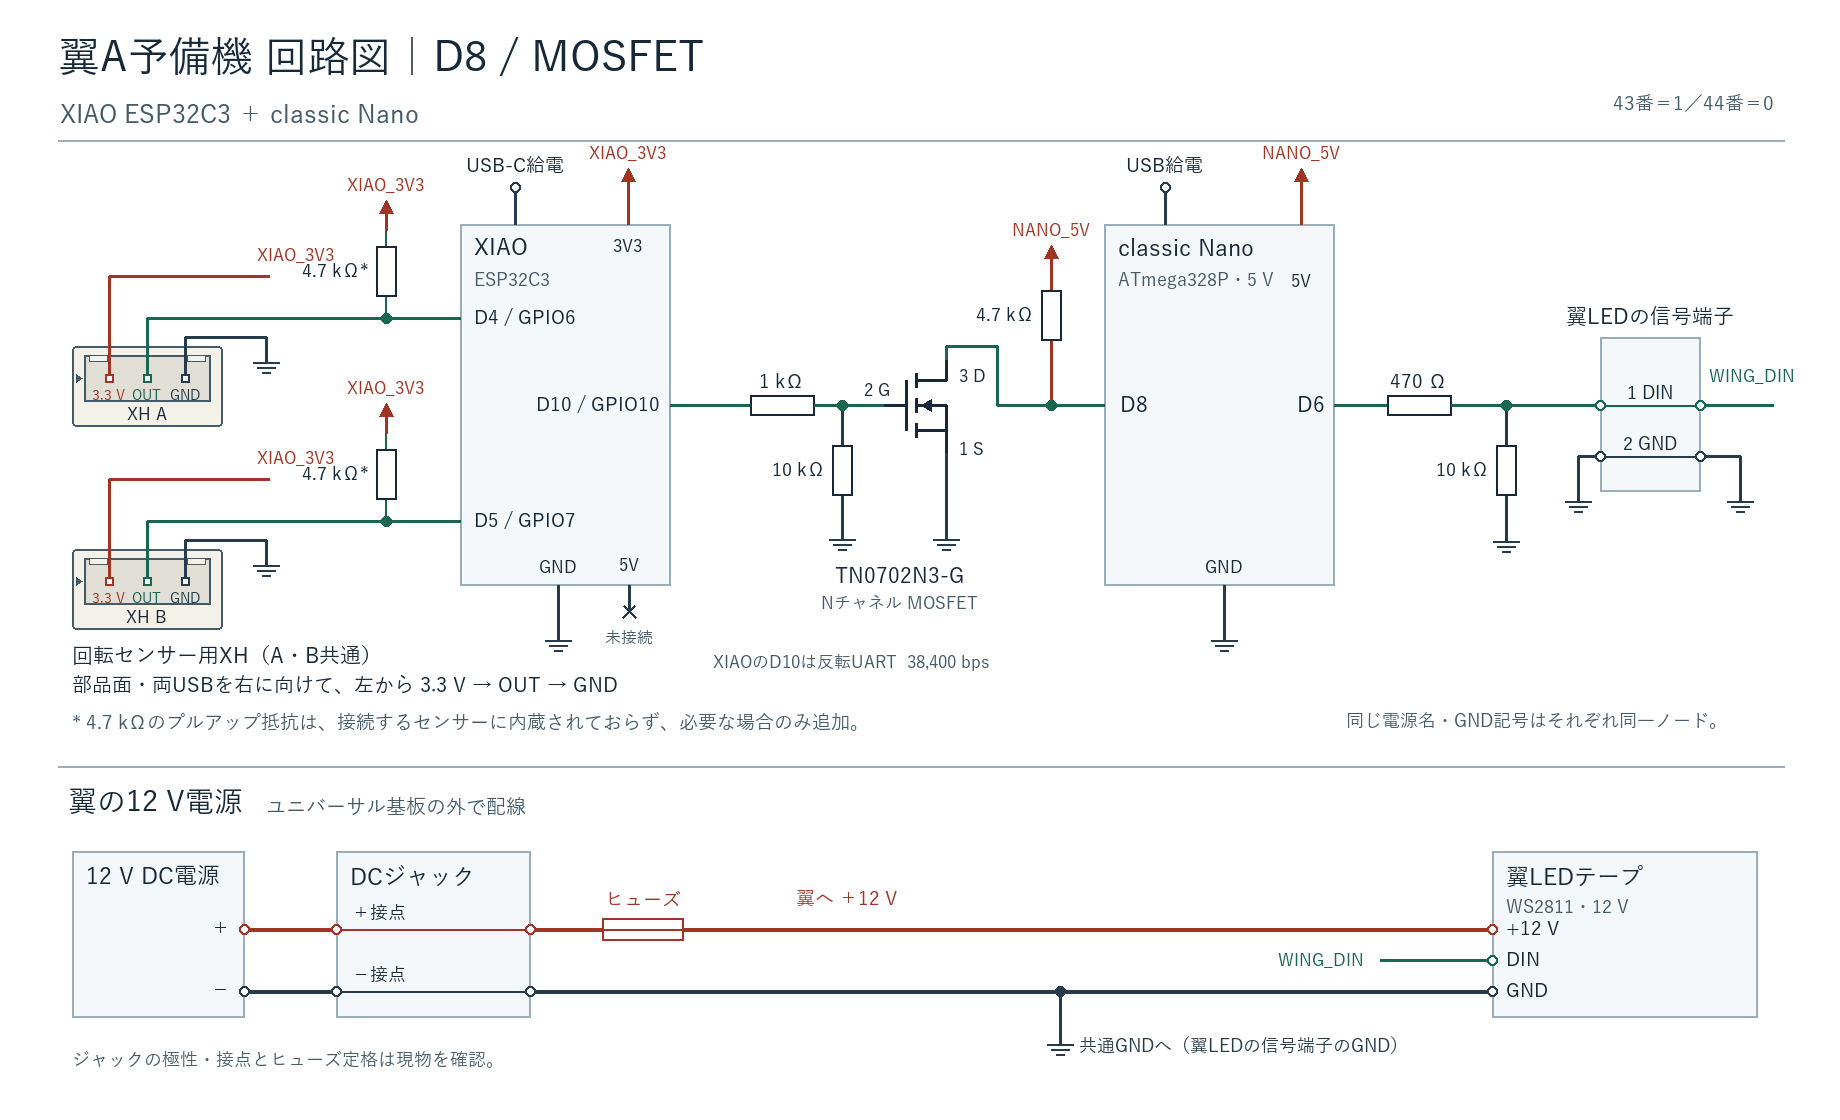 翼A予備機 回路図｜D8 / MOSFET
XIAO ESP32C3 ＋ classic Nano
43番＝1／44番＝0
USB-C給電
XIAO_3V3
USB給電
NANO_5V
XIAO_3V3
XIAO_3V3
4.7 kΩ*
XIAO
3V3
ESP32C3
D4 / GPIO6
D10 / GPIO10
D5 / GPIO7
GND
5V
未接続
3.3 V OUT GND
XH A
XIAO_3V3
XIAO_3V3
4.7 kΩ*
3.3 V OUT GND
XH B
1 kΩ
10 kΩ
2 G
3 D
1 S
TN0702N3-G
Nチャネル MOSFET
NANO_5V
4.7 kΩ
classic Nano
ATmega328P・5 V
5V
D8
D6
GND
470 Ω
10 kΩ
翼LEDの信号端子
1 DIN
2 GND
WING_DIN
回転センサー用XH（A・B共通）
部品面・両USBを右に向けて、左から 3.3 V → OUT → GND
XIAOのD10は反転UART 38,400 bps
* 4.7 kΩのプルアップ抵抗は、接続するセンサーに内蔵されておらず、必要な場合のみ追加。
同じ電源名・GND記号はそれぞれ同一ノード。
翼の12 V電源 ユニバーサル基板の外で配線
12 V DC電源
＋
−
DCジャック
＋接点
−接点
ヒューズ
翼へ ＋12 V
翼LEDテープ
WS2811・12 V
+12 V
WING_DIN
DIN
GND
共通GNDへ（翼LEDの信号端子のGND）
ジャックの極性・接点とヒューズ定格は現物を確認。